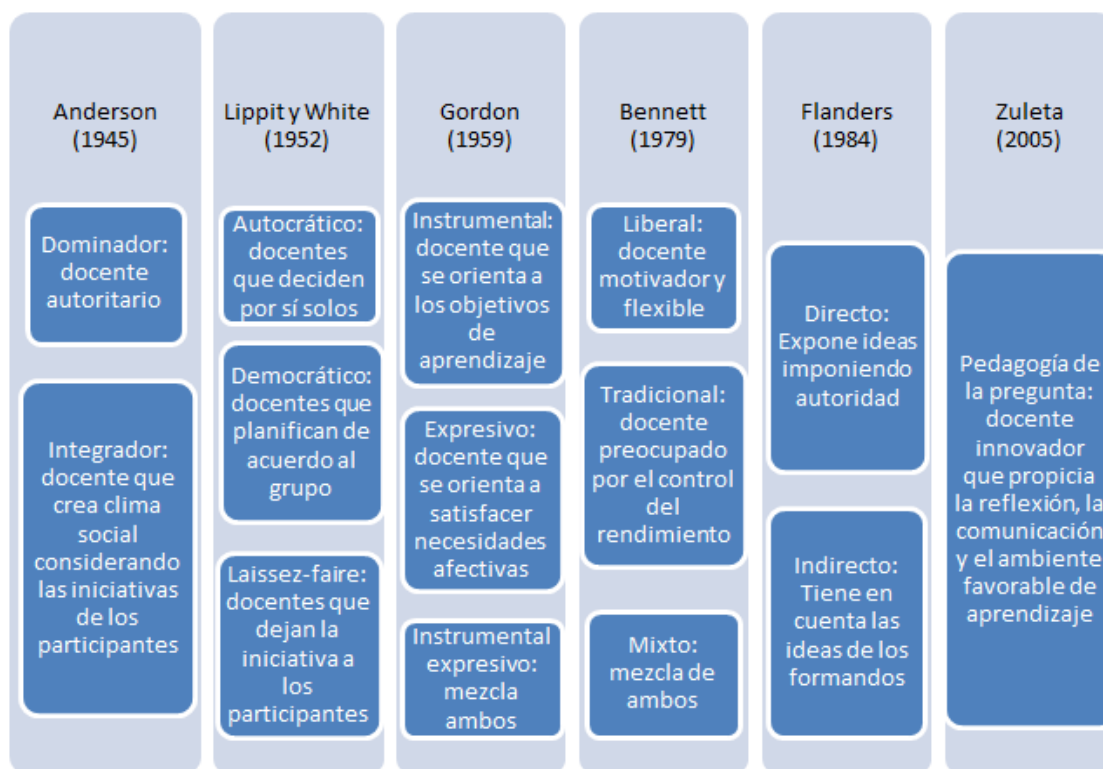 Anderson
(1945)
Dominador:
docente
autoritario
Integrador:
docente que
crea clima
social
considerando
las iniciativas
de los
participantes
Lippit y White
(1952)
Autocrático:
docentes
que deciden
por sí solos
Democrático:
docentes que
planifican de
acuerdo al
grupo
Laissez-faire:
docentes que
dejan la
iniciativa a
los
participantes
Gordon
(1959)
Instrumental:
docente que
se orienta a
los objetivos
de
aprendizaje
Expresivo:
docente que
se orienta a
satisfacer
necesidades
afectivas
Instrumental
expresivo:
mezcla
ambos
Bennett
(1979)
Liberal:
docente
motivador y
flexible
Tradicional:
docente
preocupado
por el control
del
rendimiento
Mixto:
mezcla de
ambos
Flanders
(1984)
Directo:
Expone ideas
imponiendo
autoridad
Indirecto:
Tiene en
cuenta las
ideas de los
formandos
Zuleta
(2005)
Pedagogía de
la pregunta:
docente
innovador
que propicia
la reflexión, la
comunicación
y el ambiente
favorable de
aprendizaje